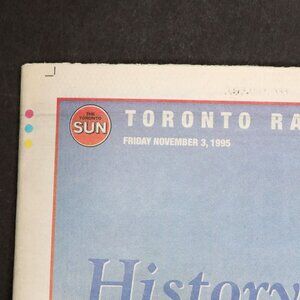 THE
TORONTO
SUN
TORONTO RA
FRIDAY NOVEMBER 3, 1995
History